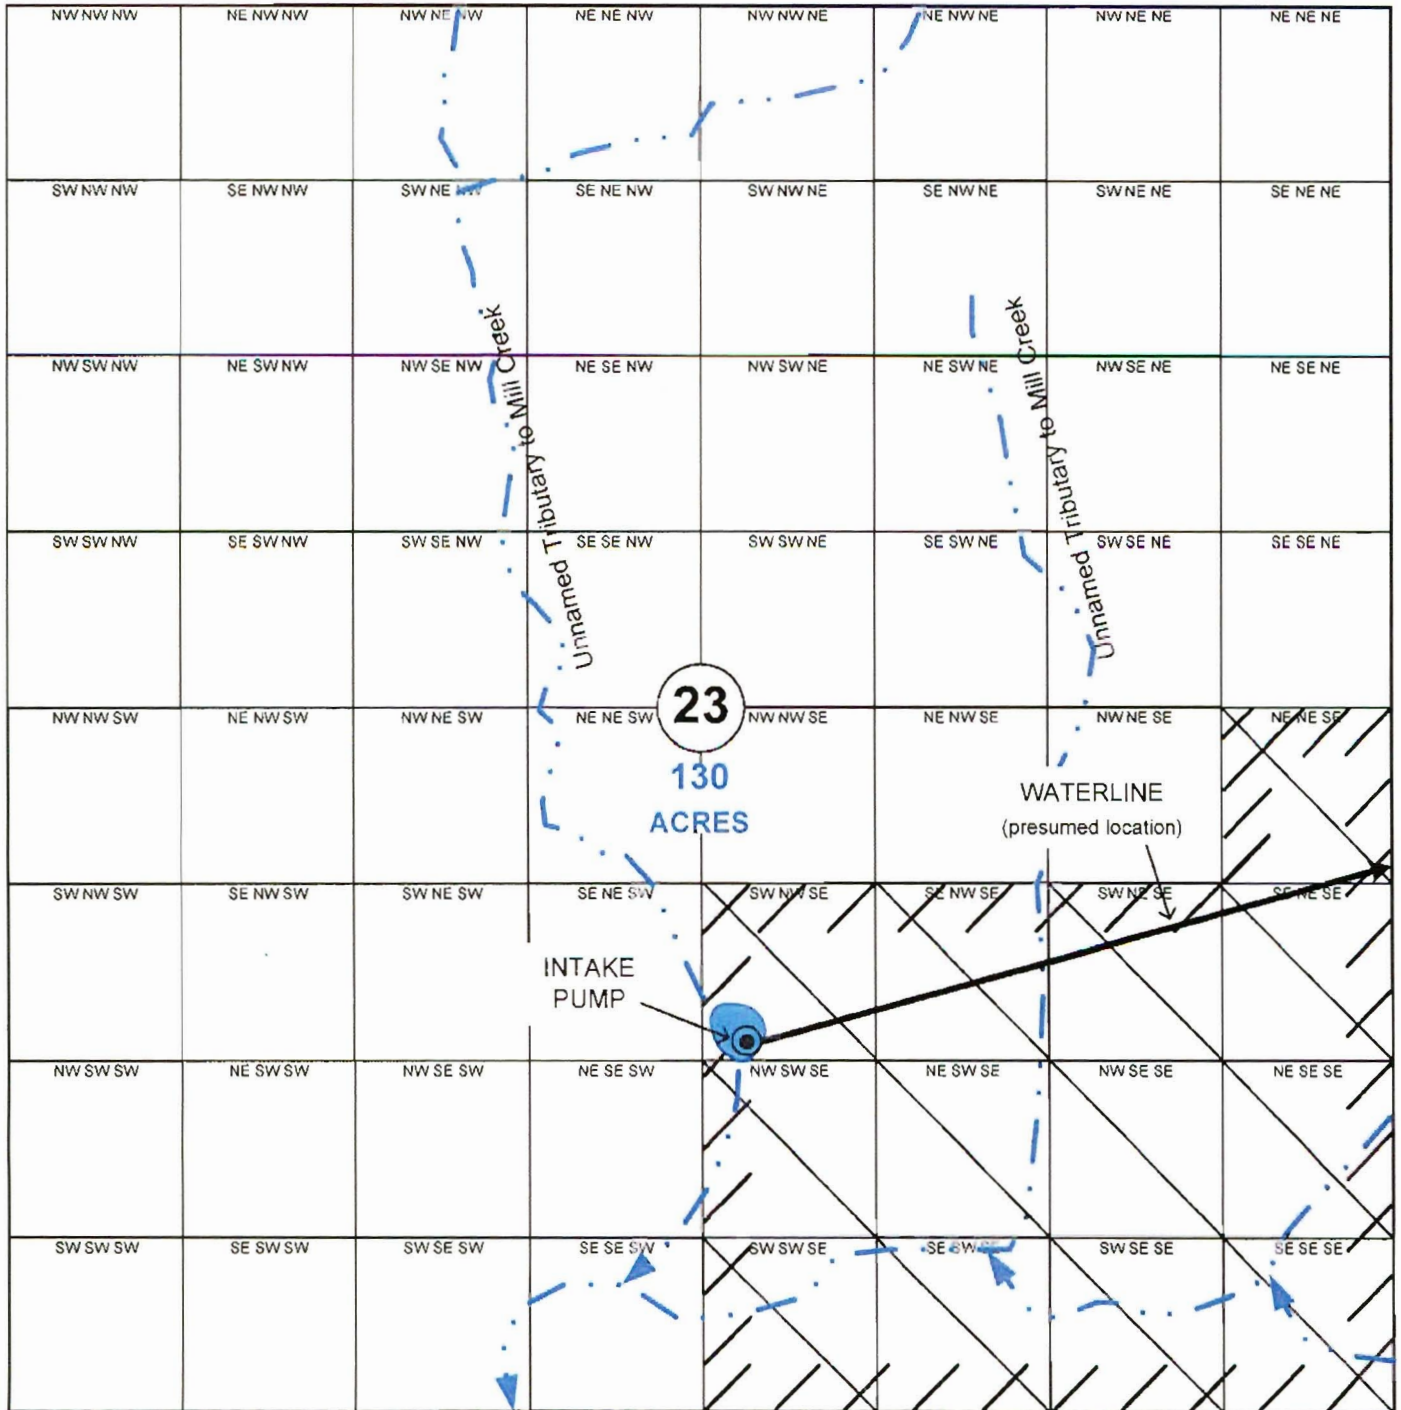 NW NW NW NE NW NW NW NE NW NE NE NW NW NW NE NE NW NE NW NE NE NE NE NE
SW NW NW SE NW NW SW NE NW SE NE NW SW NW NE SE NW NE SW NE NE SE NE NE
Unnamed Tributary to Mill Creek
Unnamed Tributary to Mill Creek
NW SW NW NE SW NW NW SE NW NE SE NW NW SW NE NE SW NE NW SE NE NE SE NE
SW SW NW SE SW NW SW SE NW SE SE NW SW SW NE SE SW NE SW SE NE SE SE NE
23
NW NW SW NE NW SW NW NE SW NE NE SW NW NW SE NE NW SE NW NE SE NE NE SE
130
ACRES
WATERLINE
(presumed location)
SW NW SW SE NW SW SW NE SW SE NE SW SW NW SE SE NW SE SW NE SE SE NE SE
INTAKE
PUMP
NW SW SW NE SW SW NW SE SW NE SE SW NW SW SE NE SW SE NW SE SE NE SE SE
SW SW SW SE SW SW SW SE SW SE SE SW SW SW SE SE SW SE SW SE SE SE SE SE